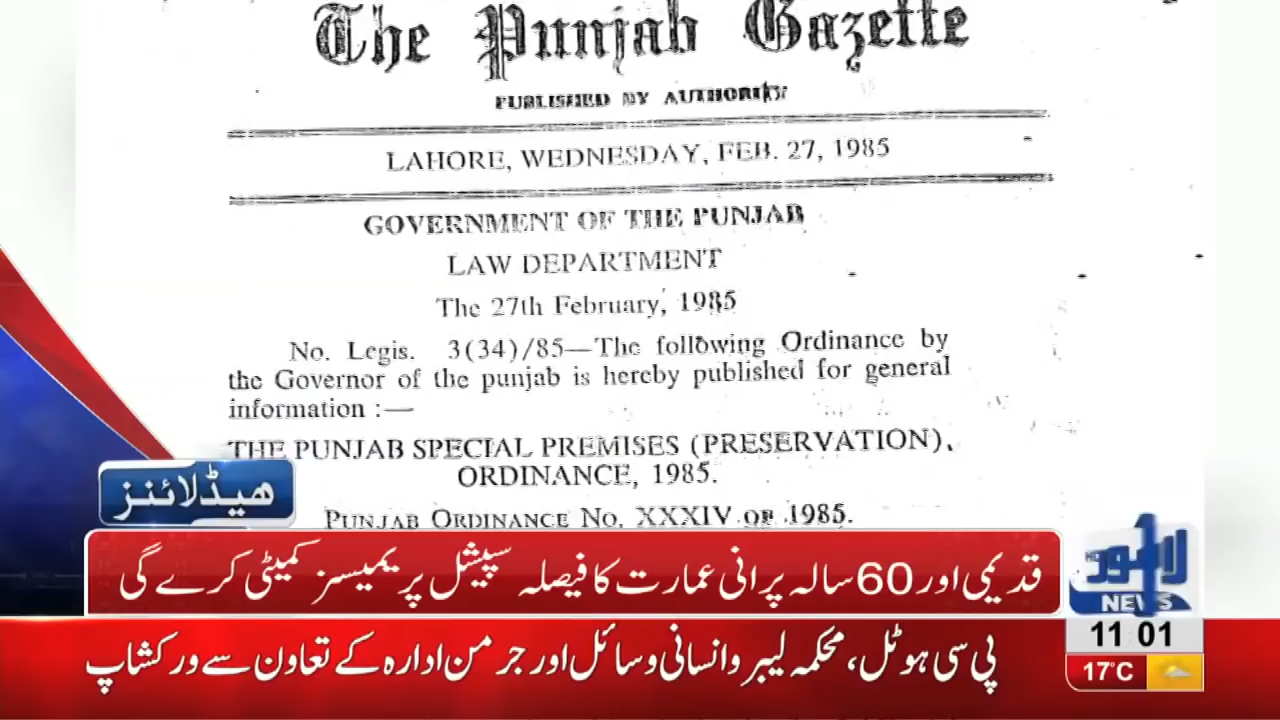 The Punjab Gazette
PUBLISHED BY AUTHORITY
LAHORE, WEDNESDAY, FEB. 27, 1985
GOVERNMENT OF THE PUNJAB
LAW DEPARTMENT
The 27th February, 1985
No. Legis. 3(34)/85—The following Ordinance by
the Governor of the punjab is hereby published for general
information :—
THE PUNJAB SPECIAL PREMISES (PRESERVATION),
ORDINANCE, 1985.
PUNJAB ORDINANCE No. XXXIV OF 1985.
ھیڈلائنز
قدیمی اور 60 سالہ پرانی عمارت کا فیصلہ سپیشل پریمیسز کمیٹی کرے گی
لاہور
NEWS
11 01
پی سی ہوٹل، محکمہ لیبر و انسانی وسائل اور جرمن ادارہ کے تعاون سے ورکشاپ
17°C